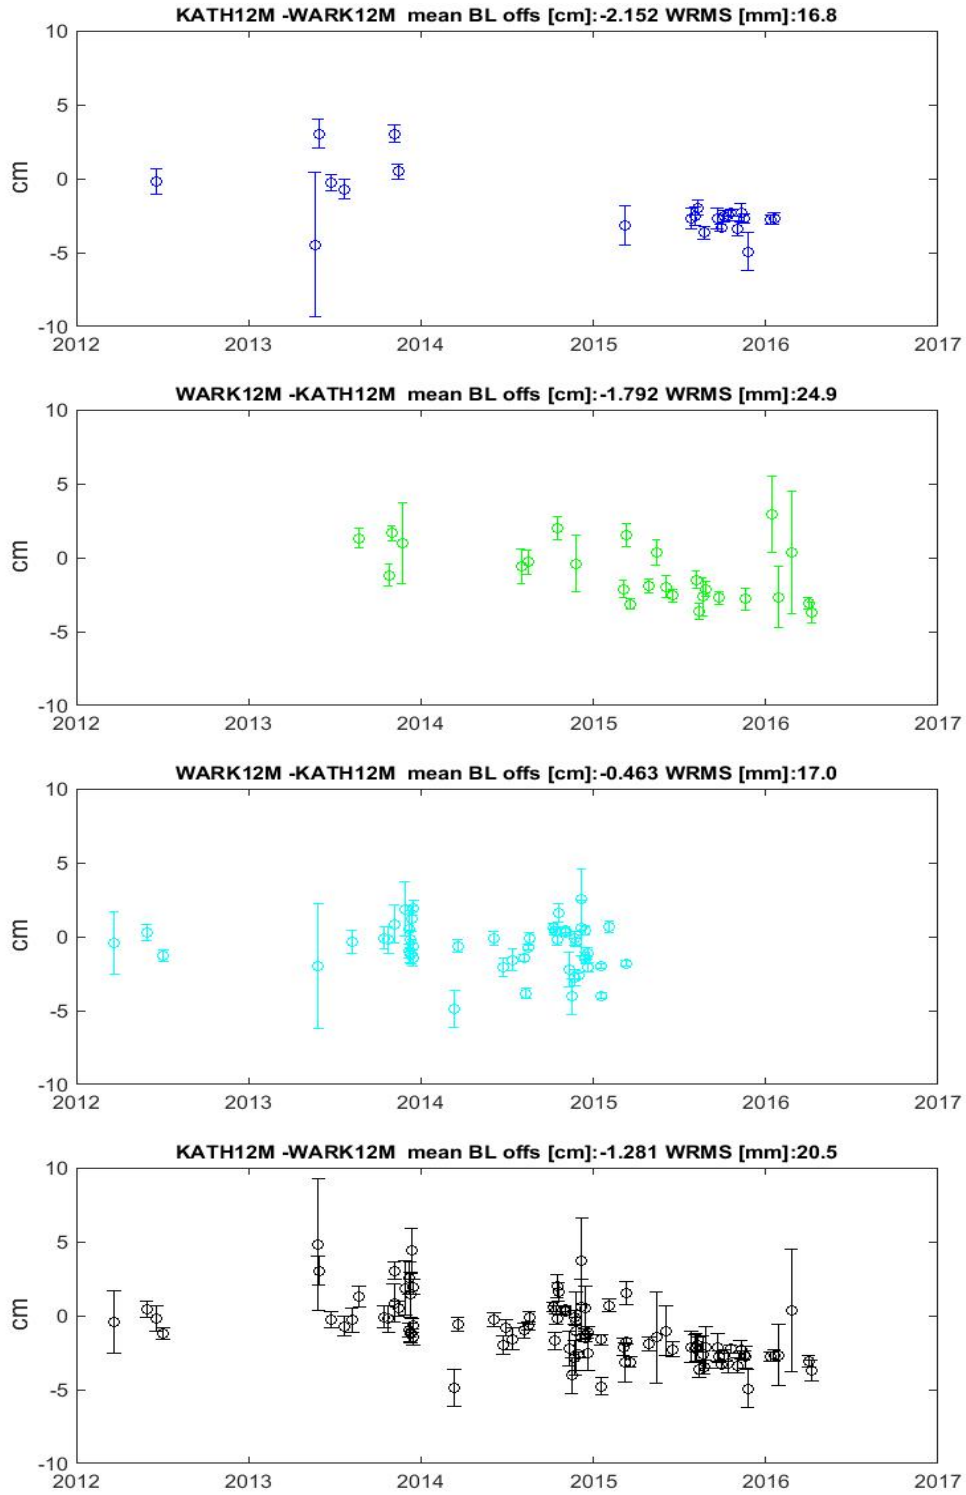 KATH12M -WARK12M mean BL offs [cm]:-2.152 WRMS [mm]:16.8
10
5
0
-5
-10
cm
2012 2013 2014 2015 2016 2017
WARK12M -KATH12M mean BL offs [cm]:-1.792 WRMS [mm]:24.9
10
5
0
-5
-10
cm
2012 2013 2014 2015 2016 2017
WARK12M -KATH12M mean BL offs [cm]:-0.463 WRMS [mm]:17.0
10
5
0
-5
-10
cm
2012 2013 2014 2015 2016 2017
KATH12M -WARK12M mean BL offs [cm]:-1.281 WRMS [mm]:20.5
10
5
0
-5
-10
cm
2012 2013 2014 2015 2016 2017